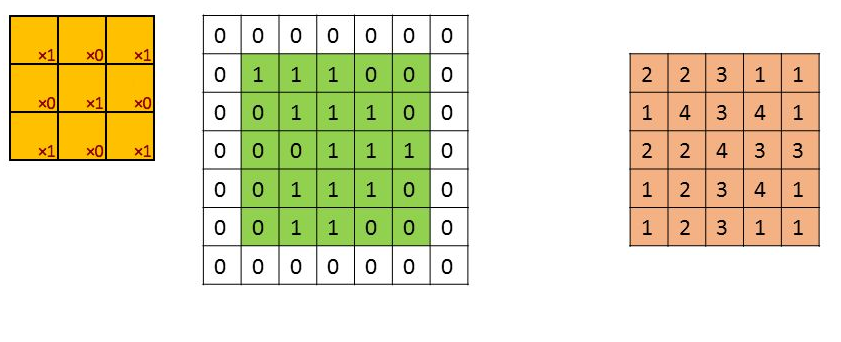 ×1 ×0 ×1
×0 ×1 ×0
×1 ×0 ×1
0 0 0 0 0 0 0
0 1 1 1 0 0 0
0 0 1 1 1 0 0
0 0 0 1 1 1 0
0 0 1 1 1 0 0
0 0 1 1 0 0 0
0 0 0 0 0 0 0
2 2 3 1 1
1 4 3 4 1
2 2 4 3 3
1 2 3 4 1
1 2 3 1 1